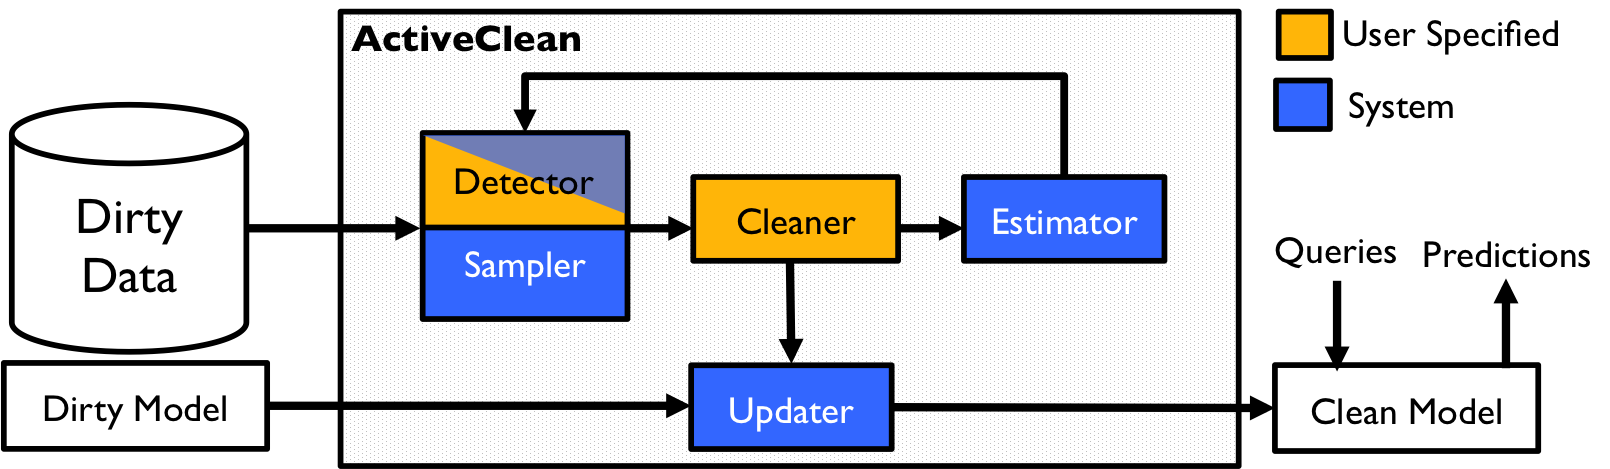 ActiveClean
User Specified
System
Dirty
Data
Detector
Sampler
Cleaner
Estimator
Queries
Predictions
Dirty Model
Updater
Clean Model